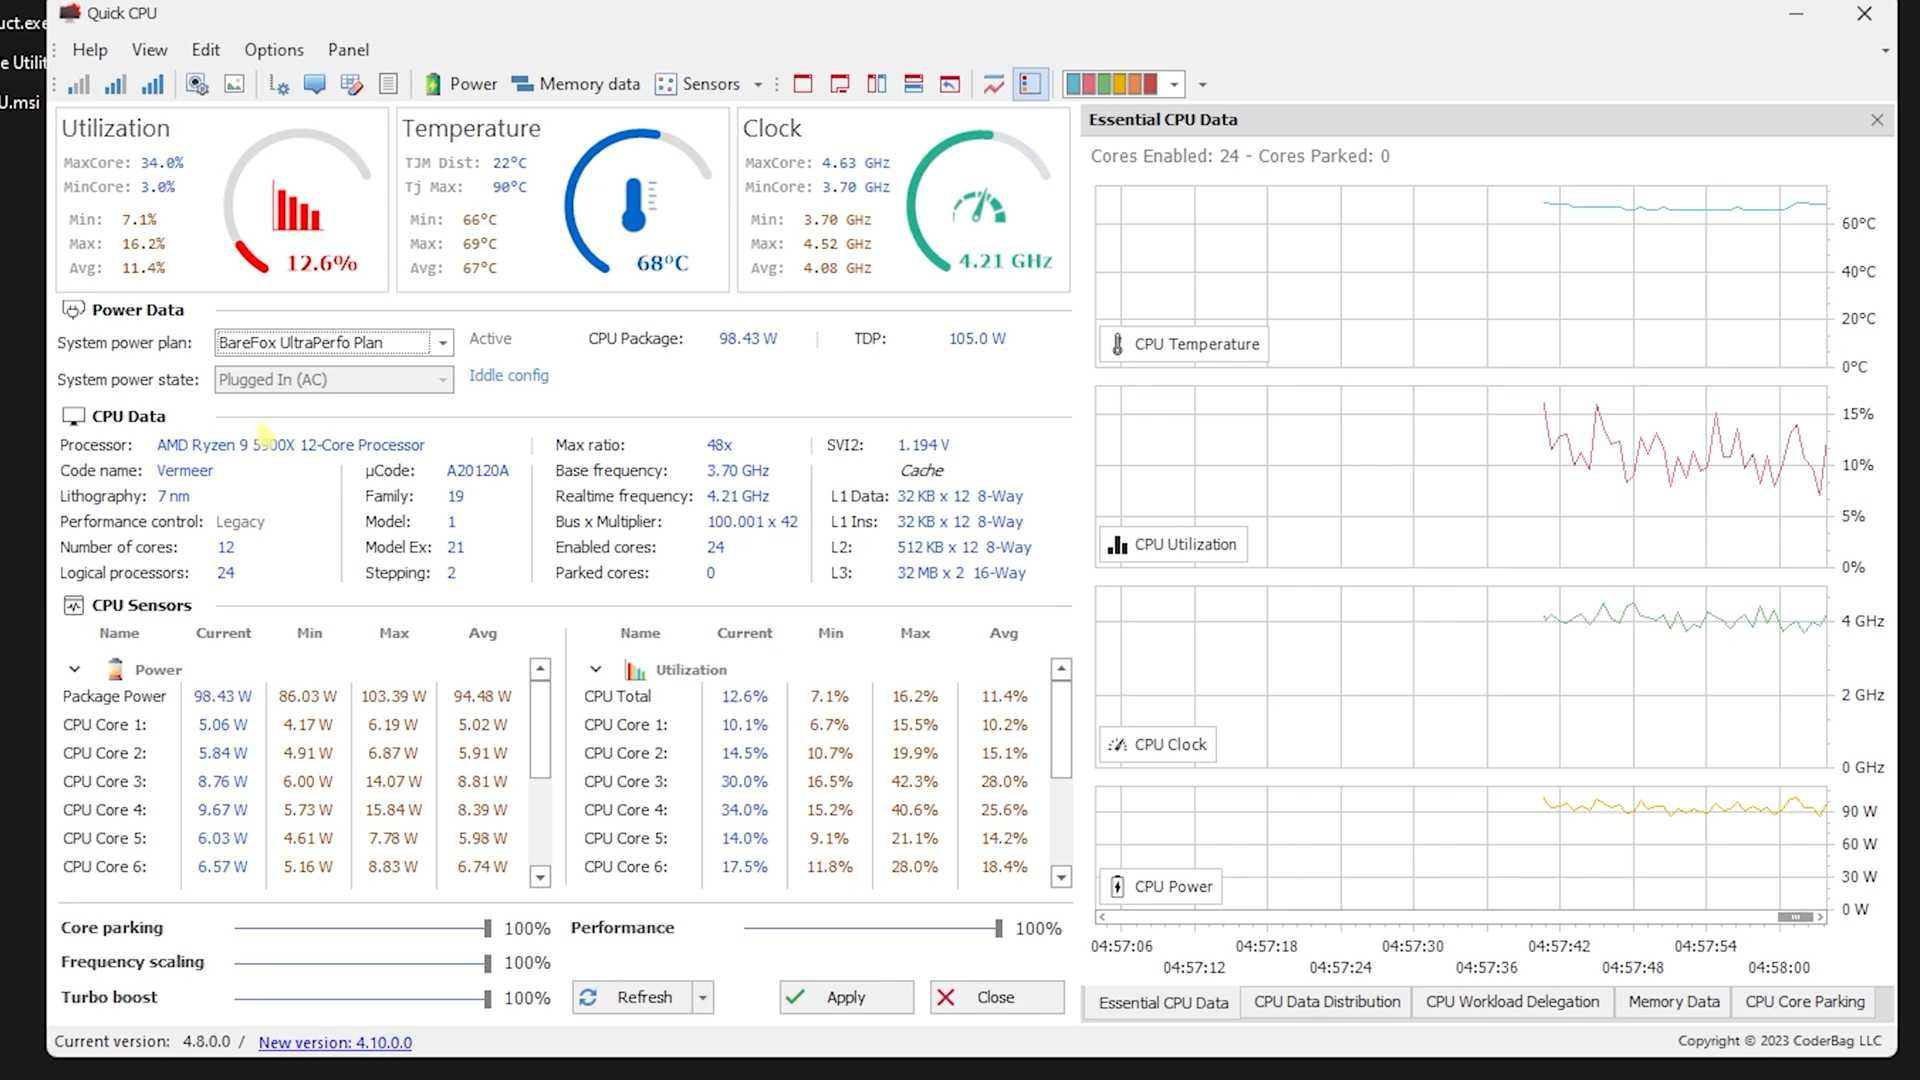 uct.exe
e Utilit
U.msi
Quick CPU
Help View Edit Options Panel
Power Memory data Sensors
Utilization
MaxCore: 34.0%
MinCore: 3.0%
Min: 7.1%
Max: 16.2%
Avg: 11.4%
12.6%
Temperature
TJM Dist: 22°C
Tj Max: 90°C
Min: 66°C
Max: 69°C
Avg: 67°C
68°C
Clock
MaxCore: 4.63 GHz
MinCore: 3.70 GHz
Min: 3.70 GHz
Max: 4.52 GHz
Avg: 4.08 GHz
4.21 GHz
Power Data
System power plan: BareFox UltraPerfo Plan Active CPU Package: 98.43 W TDP: 105.0 W
System power state: Plugged In (AC) Iddle config
CPU Data
Processor: AMD Ryzen 9 5900X 12-Core Processor Max ratio: 48x SVI2: 1.194 V
Code name: Vermeer µCode: A20120A Base frequency: 3.70 GHz Cache
Lithography: 7 nm Family: 19 Realtime frequency: 4.21 GHz L1 Data: 32 KB x 12 8-Way
Performance control: Legacy Model: 1 Bus x Multiplier: 100.001 x 42 L1 Ins: 32 KB x 12 8-Way
Number of cores: 12 Model Ex: 21 Enabled cores: 24 L2: 512 KB x 12 8-Way
Logical processors: 24 Stepping: 2 Parked cores: 0 L3: 32 MB x 2 16-Way
CPU Sensors
Name Current Min Max Avg
Power
Package Power 98.43 W 86.03 W 103.39 W 94.48 W
CPU Core 1: 5.06 W 4.17 W 6.19 W 5.02 W
CPU Core 2: 5.84 W 4.91 W 6.87 W 5.91 W
CPU Core 3: 8.76 W 6.00 W 14.07 W 8.81 W
CPU Core 4: 9.67 W 5.73 W 15.84 W 8.39 W
CPU Core 5: 6.03 W 4.61 W 7.78 W 5.98 W
CPU Core 6: 6.57 W 5.16 W 8.83 W 6.74 W
Name Current Min Max Avg
Utilization
CPU Total 12.6% 7.1% 16.2% 11.4%
CPU Core 1: 10.1% 6.7% 15.5% 10.2%
CPU Core 2: 14.5% 10.7% 19.9% 15.1%
CPU Core 3: 30.0% 16.5% 42.3% 28.0%
CPU Core 4: 34.0% 15.2% 40.6% 25.6%
CPU Core 5: 14.0% 9.1% 21.1% 14.2%
CPU Core 6: 17.5% 11.8% 28.0% 18.4%
Core parking 100% Performance 100%
Frequency scaling 100%
Turbo boost 100% Refresh Apply Close
Essential CPU Data
Cores Enabled: 24 - Cores Parked: 0
60°C
40°C
20°C
CPU Temperature
0°C
15%
10%
5%
CPU Utilization
0%
4 GHz
2 GHz
CPU Clock
0 GHz
90 W
60 W
30 W
CPU Power
0 W
04:57:06 04:57:18 04:57:30 04:57:42 04:57:54
04:57:12 04:57:24 04:57:36 04:57:48 04:58:00
Essential CPU Data CPU Data Distribution CPU Workload Delegation Memory Data CPU Core Parking
Current version: 4.8.0.0 / New version: 4.10.0.0 Copyright © 2023 CoderBag LLC